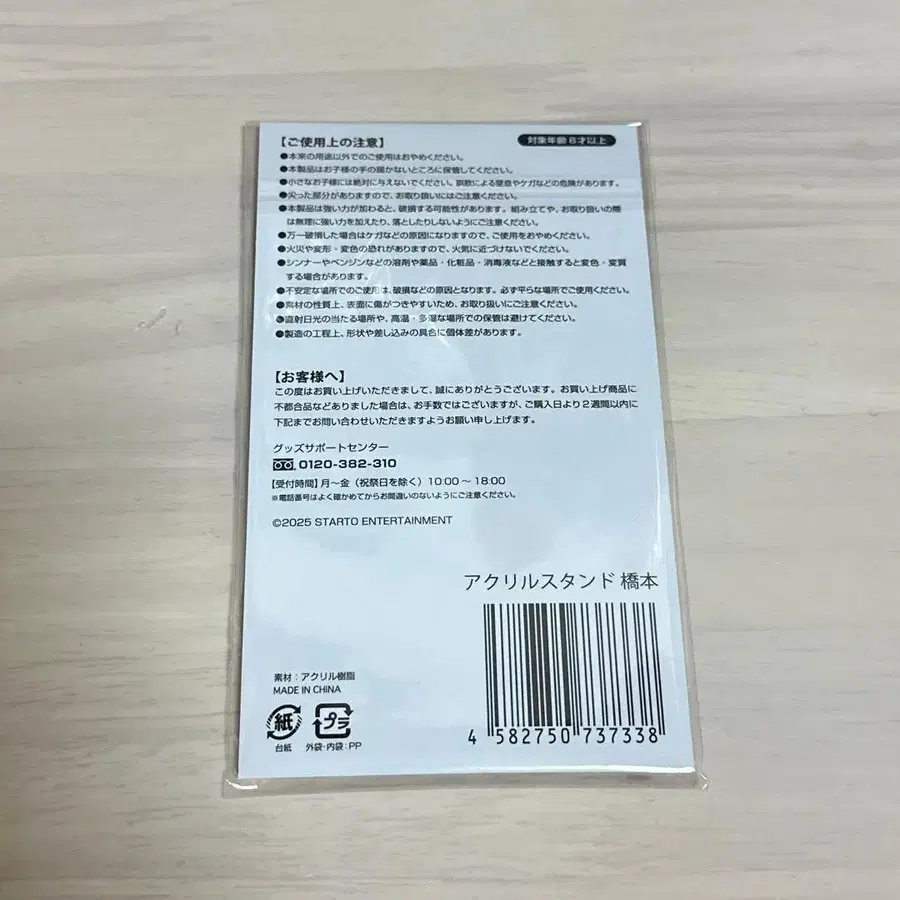 【ご使用上の注意】
対象年齢6才以上
●本来の用途以外でのご使用はおやめください。
●本製品はお子様の手の届かないところに保管してください。
●小さなお子様には絶対に与えないでください。誤飲による窒息やケガなどの危険があります。
●尖った部分がありますので、お取り扱いにはご注意ください。
●本製品は強い力が加わると、破損する可能性があります。組み立てや、お取り扱いの際
は無理に強い力を加えたり、落としたりしないようにご注意ください。
●万一破損した場合はケガなどの原因になりますので、ご使用をおやめください。
●火災や変形・変色の恐れがありますので、火気に近づけないでください。
●シンナーやベンジンなどの溶剤や薬品・化粧品・消毒液などと接触すると変色・変質
する場合があります。
●不安定な場所でのご使用は、破損などの原因となります。必ず平らな場所でご使用ください。
●素材の性質上、表面に傷がつきやすいため、お取り扱いにご注意ください。
●直射日光の当たる場所や、高温・多湿な場所での保管は避けてください。
●製造の工程上、形状や差し込みの具合に個体差があります。
【お客様へ】
この度はお買い上げいただきまして、誠にありがとうございます。お買い上げ商品に
不都合品などありました場合は、お手数ではございますが、ご購入日より2週間以内に
下記までお問い合わせいただきますようお願い申し上げます。
グッズサポートセンター
0120-382-310
【受付時間】月〜金（祝祭日を除く）10:00〜18:00
※電話番号はよく確かめてからお間違いのないようにご注意ください。
©2025 STARTO ENTERTAINMENT
アクリルスタンド 橋本
素材：アクリル樹脂
MADE IN CHINA
紙
プラ
台紙
外袋・内袋：PP
4 582750 737338